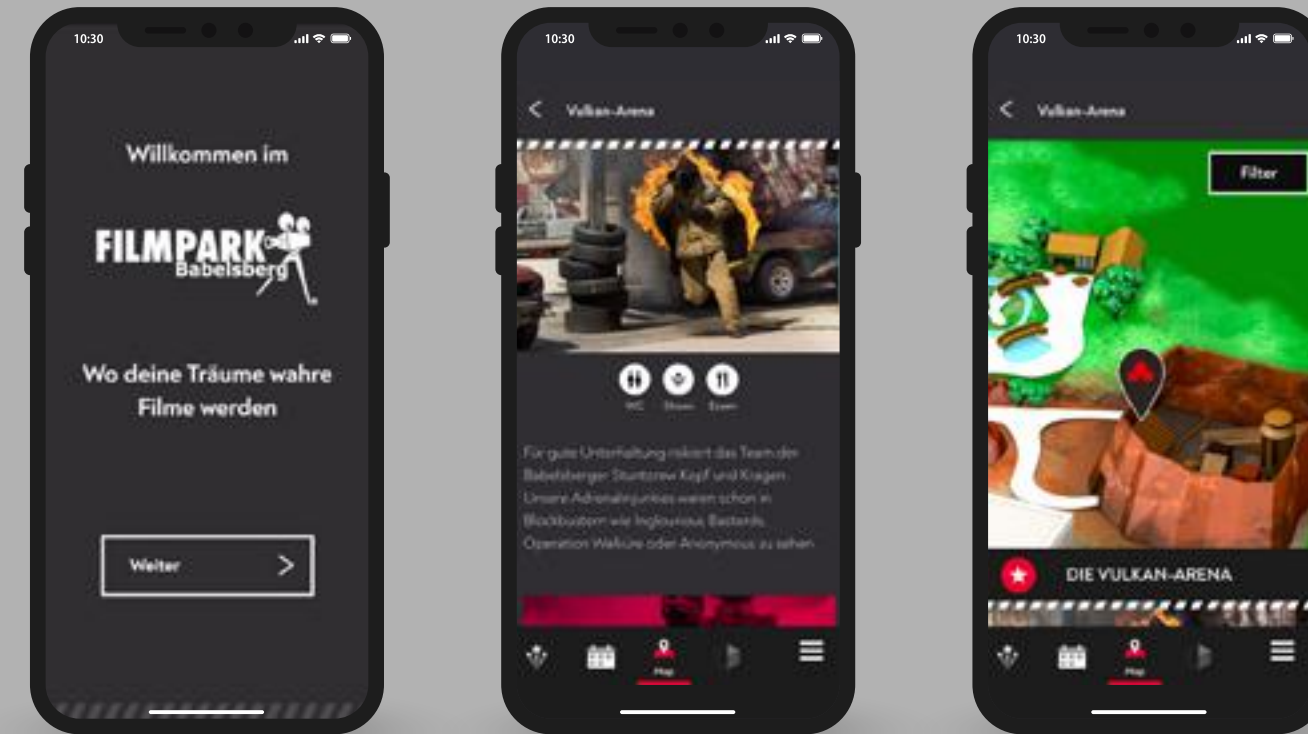 10:30
Willkommen im
FILMPARK
Babelsberg
Wo deine Träume wahre
Filme werden
Weiter
10:30
Vulkan-Arena
WC Shows Essen
Für gute Unterhaltung riskiert das Team der
Babelsberger Stuntcrew Kopf und Kragen.
Unsere Adrenalinjunkies waren schon in
Blockbustern wie Inglourious Basterds,
Operation Walküre oder Anonymous zu sehen
Map
10:30
Vulkan-Arena
Filter
DIE VULKAN-ARENA
Map